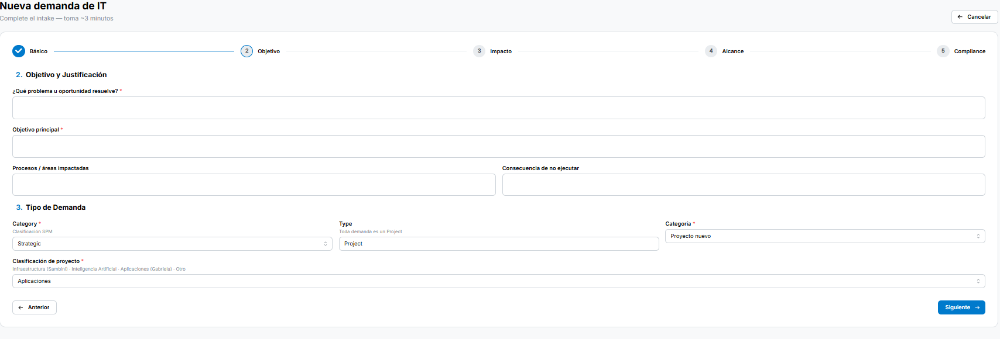 Nueva demanda de IT
Complete el intake — toma ~3 minutos
← Cancelar
Básico
2 Objetivo
3 Impacto
4 Alcance
5 Compliance
2. Objetivo y Justificación
¿Qué problema u oportunidad resuelve? *
Objetivo principal *
Procesos / áreas impactadas
Consecuencia de no ejecutar
3. Tipo de Demanda
Category *
Clasificación SPM
Strategic
Type
Toda demanda es un Project
Project
Categoría *
Proyecto nuevo
Clasificación de proyecto *
Infraestructura (Sambini) · Inteligencia Artificial · Aplicaciones (Gabriela) · Otro
Aplicaciones
← Anterior
Siguiente →